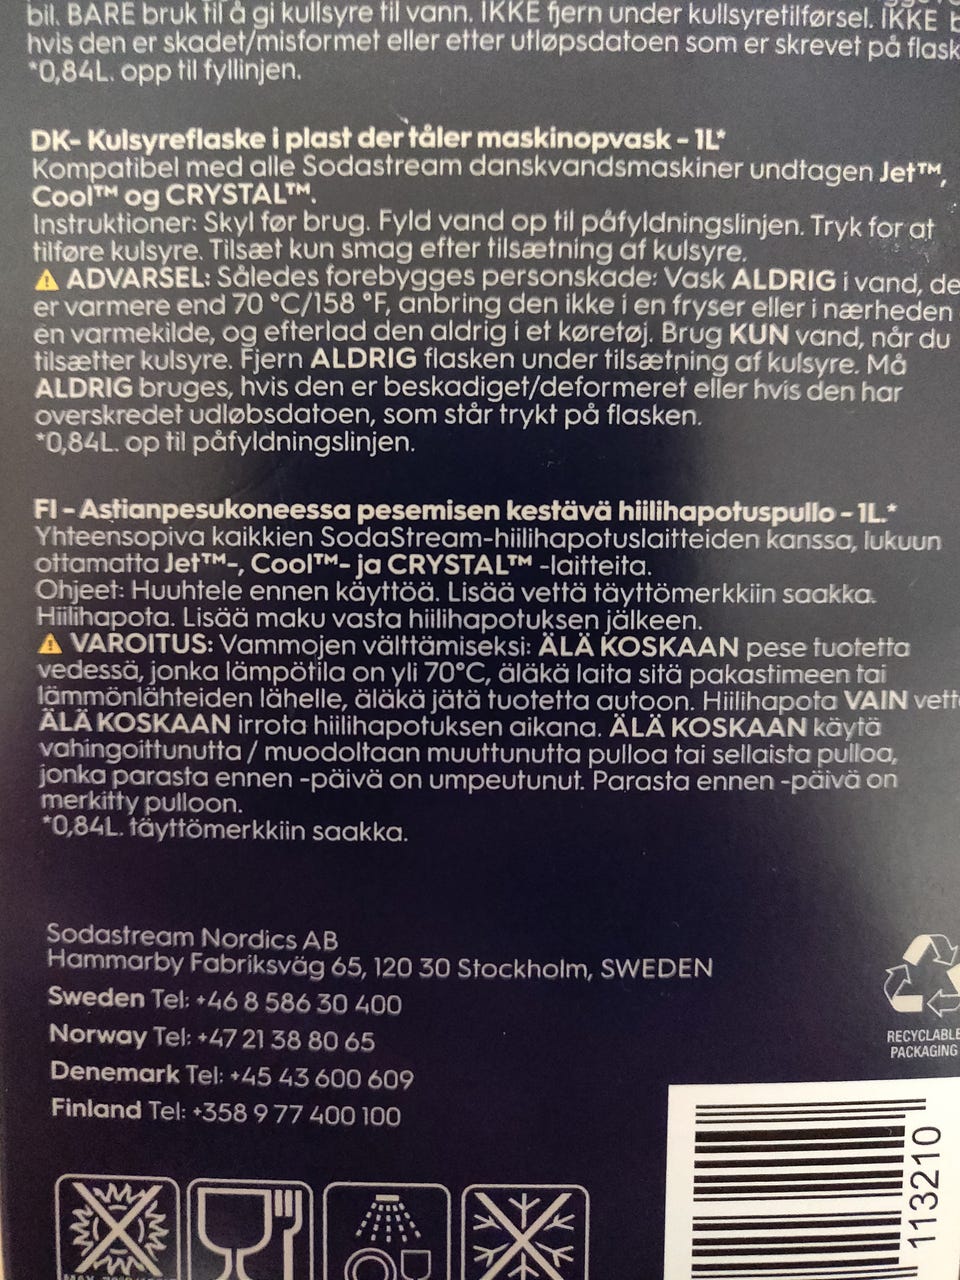 bil. BARE bruk til å gi kullsyre til vann. IKKE fjern under kullsyretilførsel. IKKE
hvis den er skadet/misformet eller etter utløpsdatoen som er skrevet på flask
*0,84L. opp til fyllinjen.
DK- Kulsyreflaske i plast der tåler maskinopvask - 1L*
Kompatibel med alle Sodastream danskvandsmaskiner undtagen Jet™,
Cool™ og CRYSTAL™.
Instruktioner: Skyl før brug. Fyld vand op til påfyldningslinjen. Tryk for at
tilføre kulsyre. Tilsæt kun smag efter tilsætning af kulsyre.
⚠ ADVARSEL: Således forebygges personskade: Vask ALDRIG i vand, de
er varmere end 70 °C/158 °F, anbring den ikke i en fryser eller i nærheden
en varmekilde, og efterlad den aldrig i et køretøj. Brug KUN vand, når du
tilsætter kulsyre. Fjern ALDRIG flasken under tilsætning af kulsyre. Må
ALDRIG bruges, hvis den er beskadiget/deformeret eller hvis den har
overskredet udløbsdatoen, som står trykt på flasken.
*0,84L. op til påfyldningslinjen.
FI - Astianpesukoneessa pesemisen kestävä hiilihapotuspullo - 1L.*
Yhteensopiva kaikkien SodaStream-hiilihapotuslaitteiden kanssa, lukuun
ottamatta Jet™-, Cool™- ja CRYSTAL™ -laitteita.
Ohjeet: Huuhtele ennen käyttöä. Lisää vettä täyttömerkkiin saakka.
Hiilihapota. Lisää maku vasta hiilihapotuksen jälkeen.
⚠ VAROITUS: Vammojen välttämiseksi: ÄLÄ KOSKAAN pese tuotetta
vedessä, jonka lämpötila on yli 70°C, äläkä laita sitä pakastimeen tai
lämmönlähteiden lähelle, äläkä jätä tuotetta autoon. Hiilihapota VAIN vett
ÄLÄ KOSKAAN irrota hiilihapotuksen aikana. ÄLÄ KOSKAAN käytä
vahingoittunutta / muodoltaan muuttunutta pulloa tai sellaista pulloa,
jonka parasta ennen -päivä on umpeutunut. Parasta ennen -päivä on
merkitty pulloon.
*0,84L. täyttömerkkiin saakka.
Sodastream Nordics AB
Hammarby Fabriksväg 65, 120 30 Stockholm, SWEDEN
Sweden Tel: +46 8 586 30 400
Norway Tel: +47 21 38 80 65
Denemark Tel: +45 43 600 609
Finland Tel: +358 9 77 400 100
RECYCLABLE
PACKAGING
113210